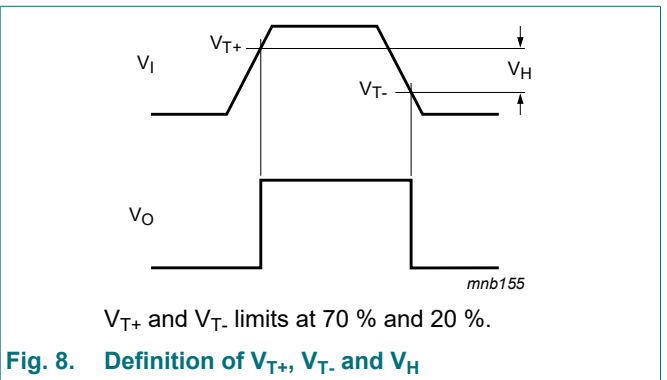 V_T+
V_I
V_H
V_T-
V_O
mnb155
V_T+ and V_T- limits at 70 % and 20 %.
Fig. 8. Definition of V_T+, V_T- and V_H